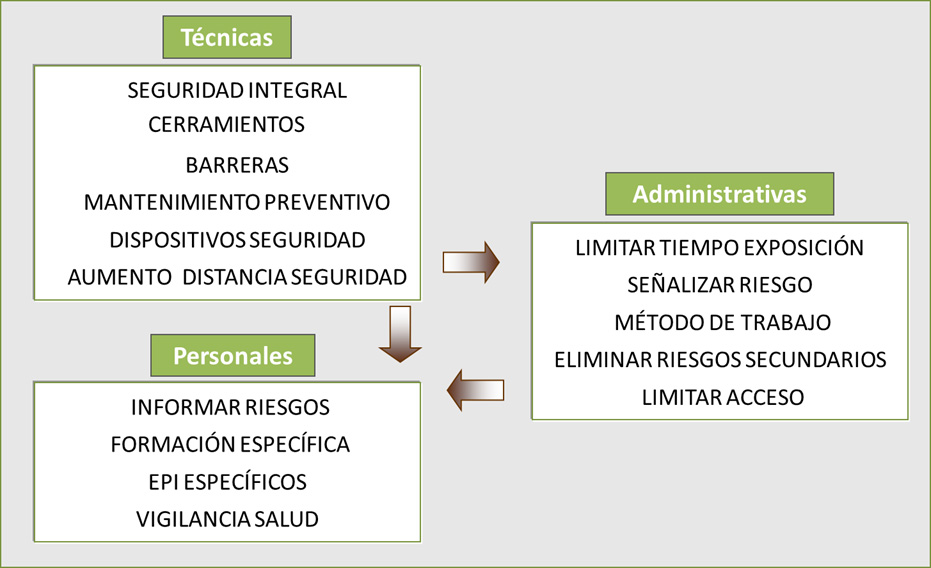 Técnicas
SEGURIDAD INTEGRAL
CERRAMIENTOS
BARRERAS
MANTENIMIENTO PREVENTIVO
DISPOSITIVOS SEGURIDAD
AUMENTO DISTANCIA SEGURIDAD
Administrativas
LIMITAR TIEMPO EXPOSICIÓN
SEÑALIZAR RIESGO
MÉTODO DE TRABAJO
ELIMINAR RIESGOS SECUNDARIOS
LIMITAR ACCESO
Personales
INFORMAR RIESGOS
FORMACIÓN ESPECÍFICA
EPI ESPECÍFICOS
VIGILANCIA SALUD